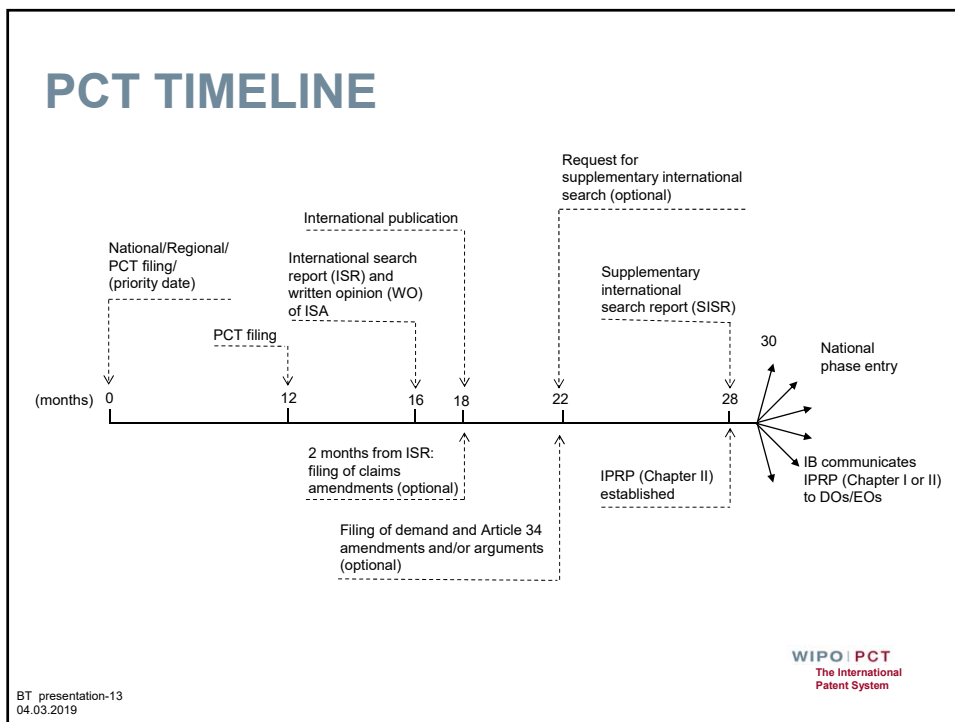 PCT TIMELINE
Request for
supplementary international
search (optional)
International publication
National/Regional/
PCT filing/
(priority date)
International search
report (ISR) and
written opinion (WO)
of ISA
Supplementary
international
search report (SISR)
PCT filing
30
National
phase entry
(months) 0 12 16 18 22 28
2 months from ISR:
filing of claims
amendments (optional)
IPRP (Chapter II)
established
IB communicates
IPRP (Chapter I or II)
to DOs/EOs
Filing of demand and Article 34
amendments and/or arguments
(optional)
WIPO|PCT
The International
Patent System
BT presentation-13
04.03.2019